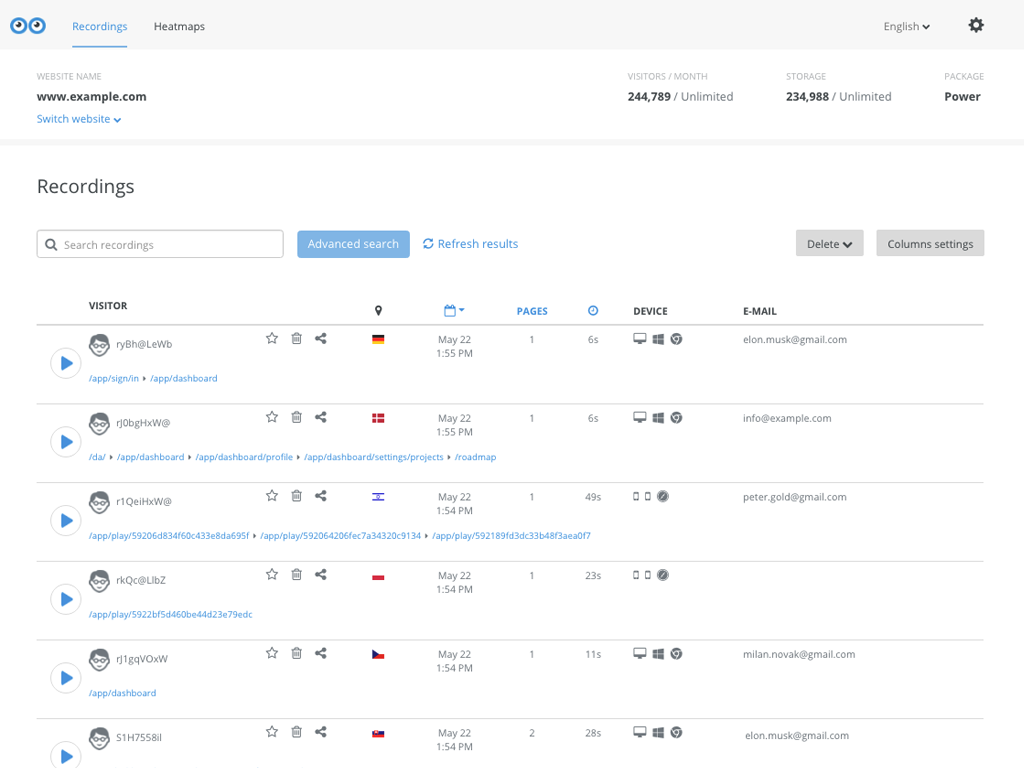 Recordings Heatmaps English
WEBSITE NAME VISITORS / MONTH STORAGE PACKAGE
www.example.com 244,789 / Unlimited 234,988 / Unlimited Power
Switch website
Recordings
Search recordings Advanced search Refresh results Delete Columns settings
VISITOR PAGES DEVICE E-MAIL
ryBh@LeWb May 22 1 6s elon.musk@gmail.com
1:55 PM
/app/sign/in /app/dashboard
rJ0bgHxW@ May 22 1 6s info@example.com
1:55 PM
/da/ /app/dashboard /app/dashboard/profile /app/dashboard/settings/projects /roadmap
r1QeiHxW@ May 22 1 49s peter.gold@gmail.com
1:54 PM
/app/play/59206d834f60c433e8da695f /app/play/592064206fec7a34320c9134 /app/play/592189fd3dc33b48f3aea0f7
rkQc@LlbZ May 22 1 23s
1:54 PM
/app/play/5922bf5d460be44d23e79edc
rJ1gqVOxW May 22 1 11s milan.novak@gmail.com
1:54 PM
/app/dashboard
S1H7558il May 22 2 28s elon.musk@gmail.com
1:54 PM